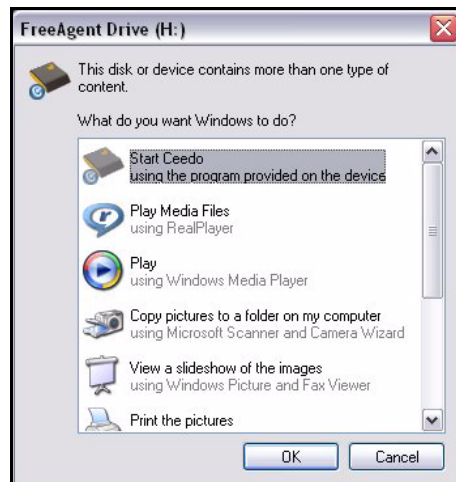 FreeAgent Drive (H:)
This disk or device contains more than one type of
content.
What do you want Windows to do?
Start Ceedo
using the program provided on the device
Play Media Files
using RealPlayer
Play
using Windows Media Player
Copy pictures to a folder on my computer
using Microsoft Scanner and Camera Wizard
View a slideshow of the images
using Windows Picture and Fax Viewer
Print the pictures
OK
Cancel